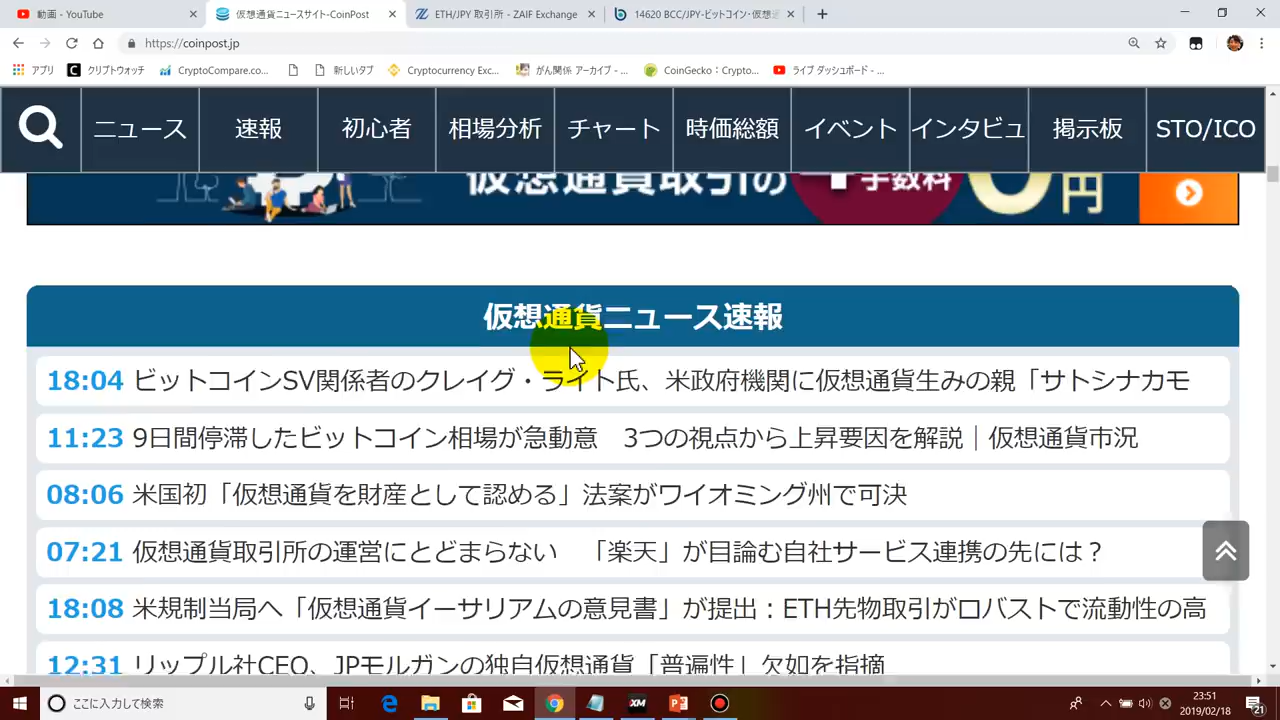 動画 - YouTube
仮想通貨ニュースサイト-CoinPost
ETH/JPY 取引所 - ZAIF Exchange
14620 BCC/JPY-ビットコイン・仮想通
https://coinpost.jp
アプリ
クリプトウォッチ
CryptoCompare.co...
新しいタブ
Cryptocurrency Exc...
がん関係 アーカイブ - ...
CoinGecko：Crypto...
ライブ ダッシュボード - ...
ニュース
速報
初心者
相場分析
チャート
時価総額
イベント
インタビュ
掲示板
STO/ICO
仮想通貨取引の
手数料
0円
仮想通貨ニュース速報
18:04 ビットコインSV関係者のクレイグ・ライト氏、米政府機関に仮想通貨生みの親「サトシナカモ
11:23 9日間停滞したビットコイン相場が急動意　3つの視点から上昇要因を解説｜仮想通貨市況
08:06 米国初「仮想通貨を財産として認める」法案がワイオミング州で可決
07:21 仮想通貨取引所の運営にとどまらない　「楽天」が目論む自社サービス連携の先には？
18:08 米規制当局へ「仮想通貨イーサリアムの意見書」が提出：ETH先物取引がロバストで流動性の高
12:31 リップル社CEO、JPモルガンの独自仮想通貨「普遍性」欠如を指摘
ここに入力して検索
XM
23:51
2019/02/18
21